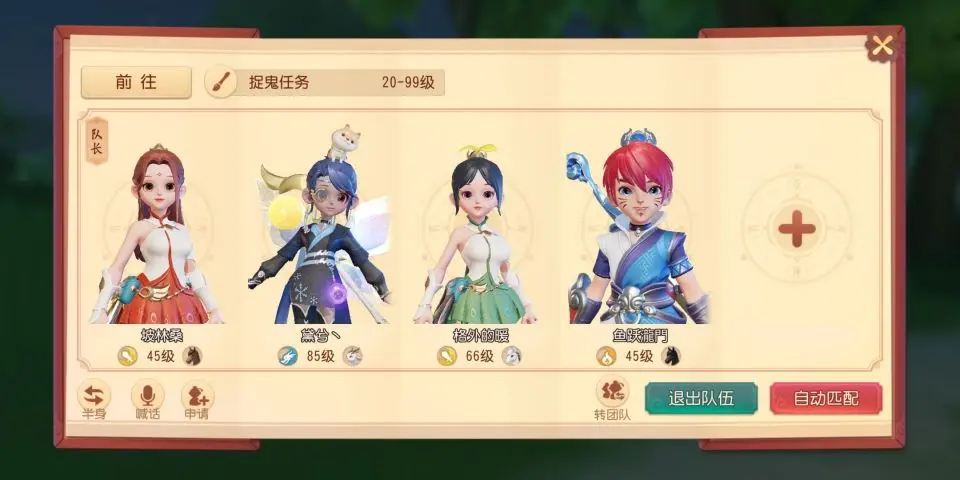 前往
捉鬼任务 20-99级
队长
坡林桑
黛兮丶
格外的暖
鱼跃龍門
45级
85级
66级
45级
半身
喊话
申请
转团队
退出队伍
自动匹配